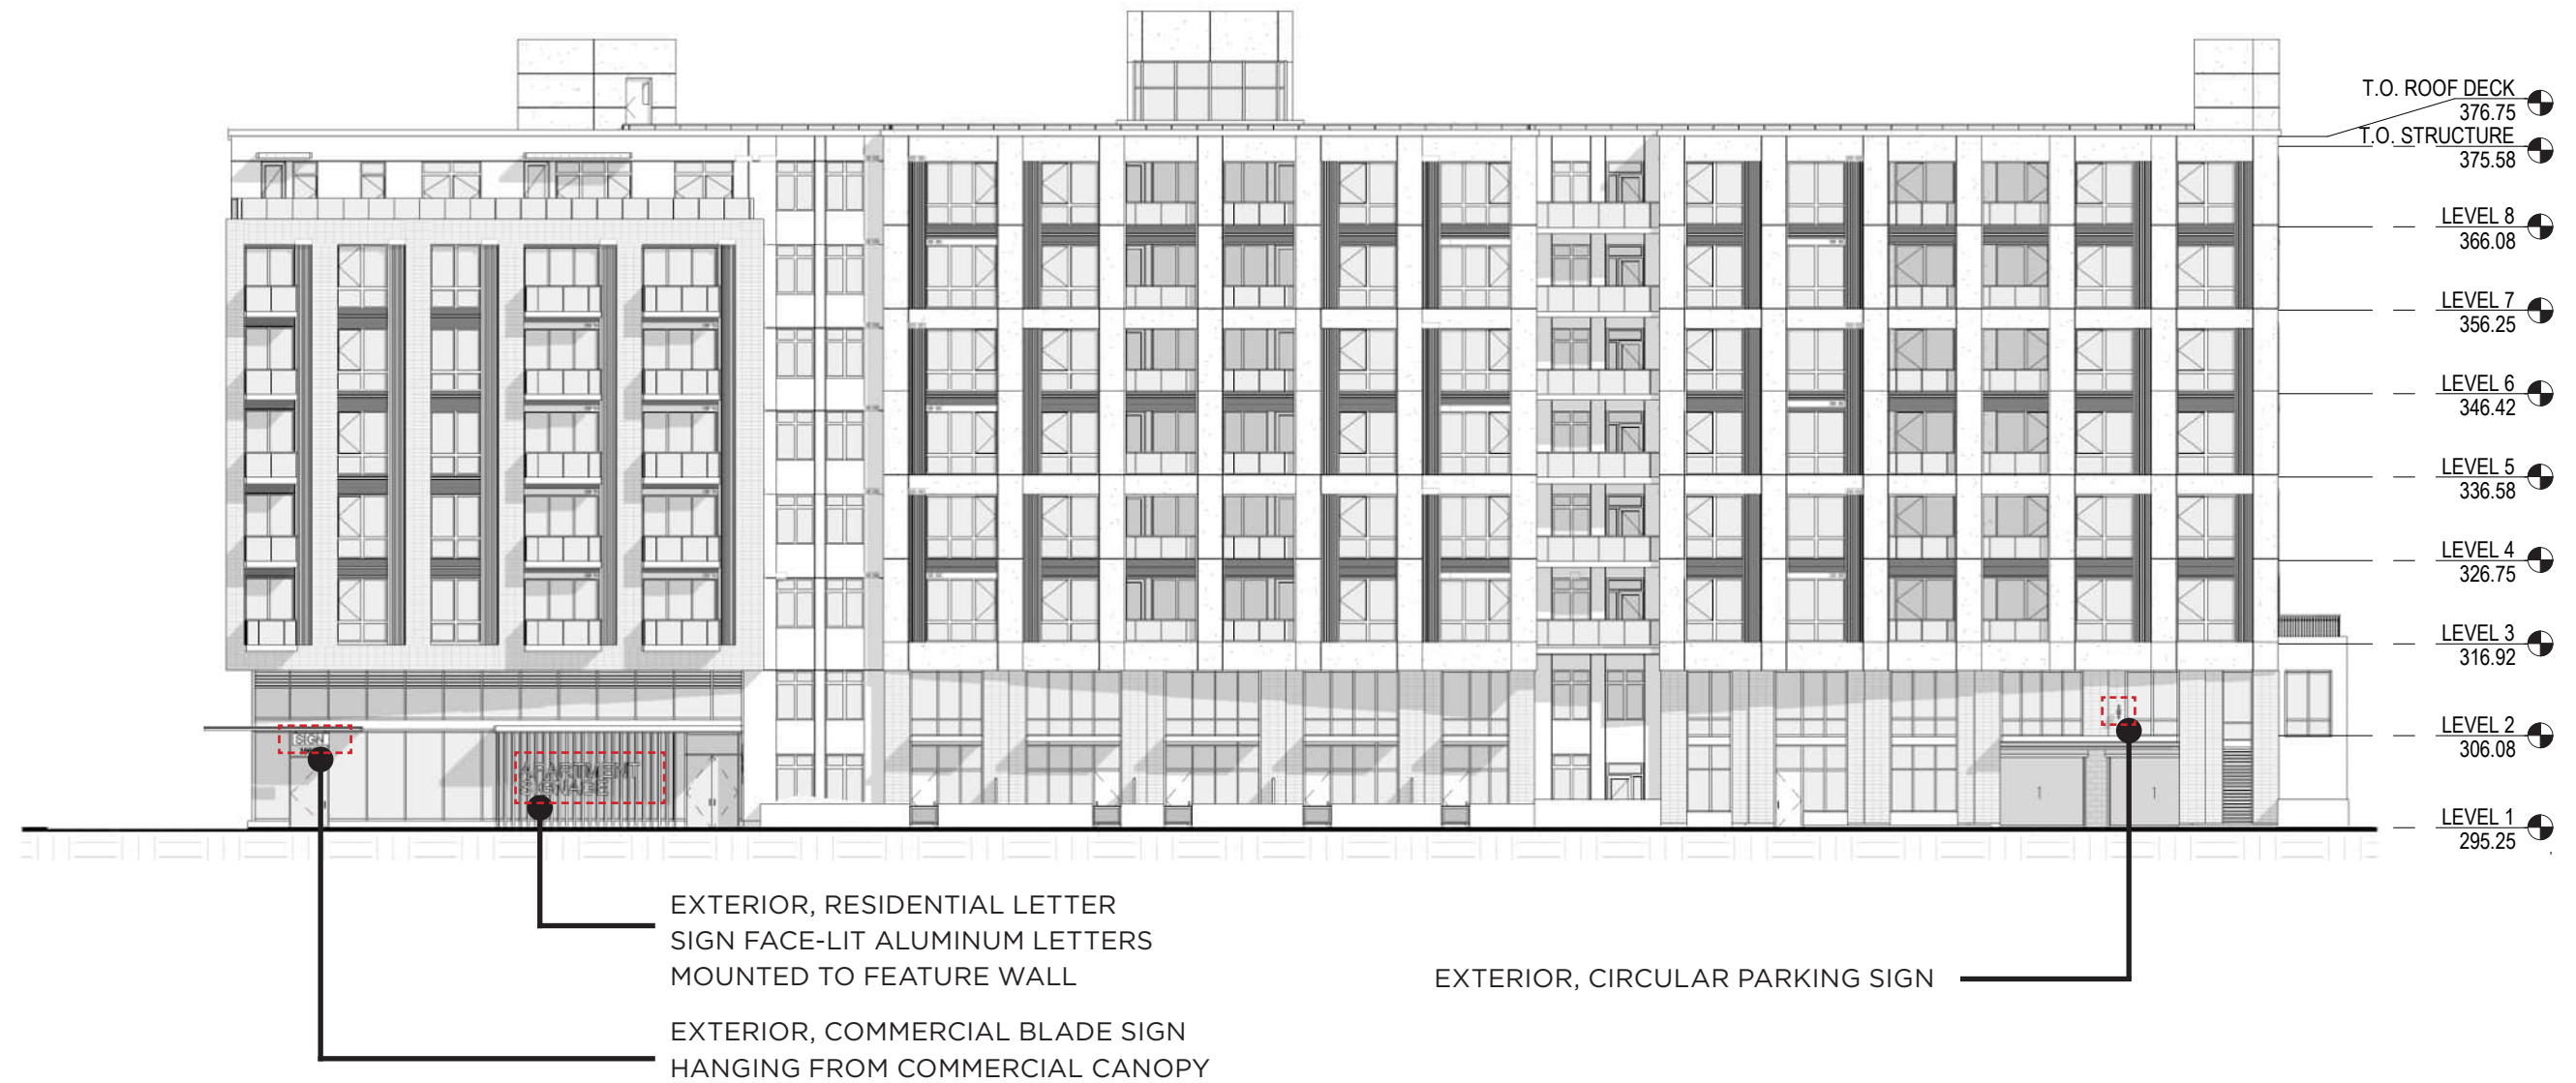 T.O. ROOF DECK
376.75
T.O. STRUCTURE
375.58
LEVEL 8
366.08
LEVEL 7
356.25
LEVEL 6
346.42
LEVEL 5
336.58
LEVEL 4
326.75
LEVEL 3
316.92
LEVEL 2
306.08
LEVEL 1
295.25
SIGN
APARTMENT
SIGNAGE
1
1
EXTERIOR, RESIDENTIAL LETTER
SIGN FACE-LIT ALUMINUM LETTERS
MOUNTED TO FEATURE WALL
EXTERIOR, COMMERCIAL BLADE SIGN
HANGING FROM COMMERCIAL CANOPY
EXTERIOR, CIRCULAR PARKING SIGN